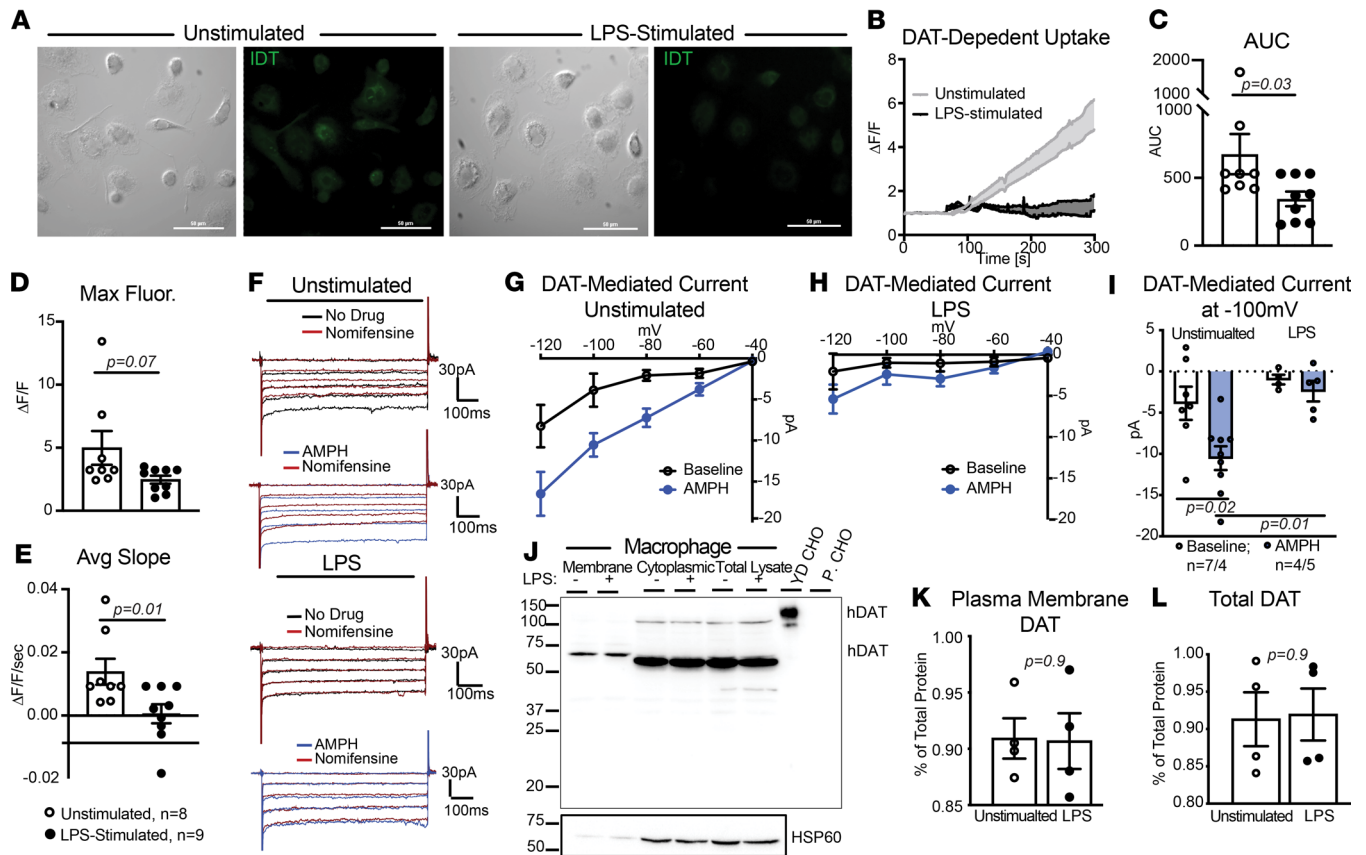 A
Unstimulated
LPS-Stimulated
IDT
IDT
50 µm
50 µm
50 µm
50 µm
B
DAT-Depedent Uptake
8
6
4
2
0
ΔF/F
Unstimulated
LPS-stimulated
0
100
200
300
Time [s]
C
AUC
2000
1000
1000
500
0
AUC
p=0.03
D
Max Fluor.
15
10
5
0
ΔF/F
p=0.07
E
Avg Slope
0.04
0.02
0.00
-0.02
ΔF/F/sec
p=0.01
Unstimulated, n=8
LPS-Stimulated, n=9
F
Unstimulated
No Drug
Nomifensine
30pA
100ms
AMPH
Nomifensine
30pA
100ms
LPS
No Drug
Nomifensine
30pA
100ms
AMPH
Nomifensine
30pA
100ms
G
DAT-Mediated Current
Unstimulated
mV
-120
-100
-80
-60
-40
0
-5
-10
-15
-20
pA
Baseline
AMPH
H
DAT-Mediated Current
LPS
mV
-120
-100
-80
-60
-40
0
-5
-10
-15
-20
pA
Baseline
AMPH
I
DAT-Mediated Current
at -100mV
Unstimualted
LPS
5
0
-5
-10
-15
-20
pA
p=0.02
p=0.01
Baseline;
n=7/4
AMPH
n=4/5
J
Macrophage
Membrane
Cytoplasmic
Total Lysate
YD CHO
P. CHO
LPS:
-
+
-
+
-
+
150
100
75
50
37
25
20
75
50
hDAT
hDAT
HSP60
K
Plasma Membrane
DAT
1.00
0.95
0.90
0.85
% of Total Protein
p=0.9
Unstimualted
LPS
L
Total DAT
1.00
0.95
0.90
0.85
0.80
% of Total Protein
p=0.9
Unstimulated
LPS